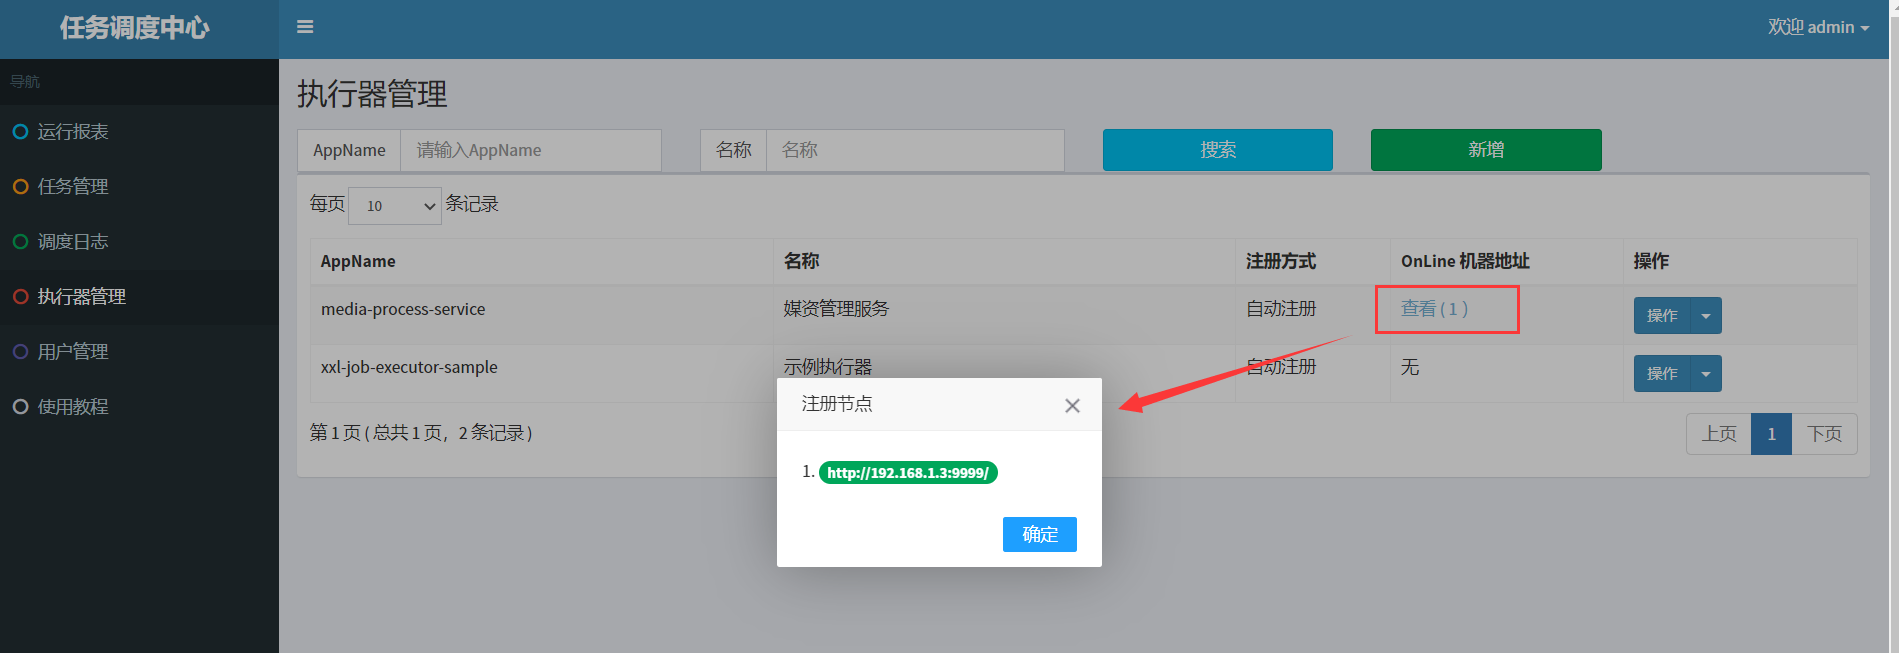 任务调度中心
欢迎 admin
导航
运行报表
任务管理
调度日志
执行器管理
用户管理
使用教程
执行器管理
AppName 请输入AppName 名称 名称 搜索 新增
每页 10 条记录
AppName 名称 注册方式 OnLine 机器地址 操作
media-process-service 媒资管理服务 自动注册 查看 ( 1 ) 操作
xxl-job-executor-sample 示例执行器 自动注册 无 操作
第 1 页 ( 总共 1 页，2 条记录 ) 上页 1 下页
注册节点
1. http://192.168.1.3:9999/
确定